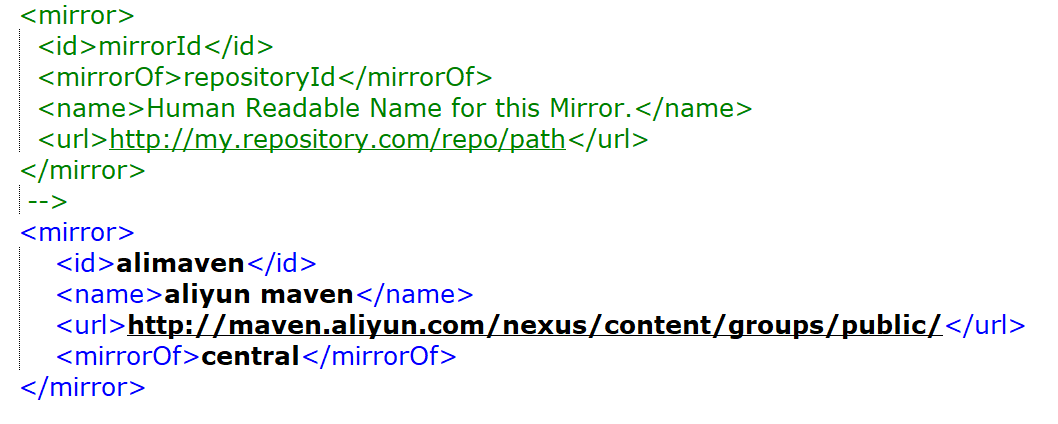 <mirror>
<id>mirrorId</id>
<mirrorOf>repositoryId</mirrorOf>
<name>Human Readable Name for this Mirror.</name>
<url>http://my.repository.com/repo/path</url>
</mirror>
-->
<mirror>
<id>alimaven</id>
<name>aliyun maven</name>
<url>http://maven.aliyun.com/nexus/content/groups/public/</url>
<mirrorOf>central</mirrorOf>
</mirror>